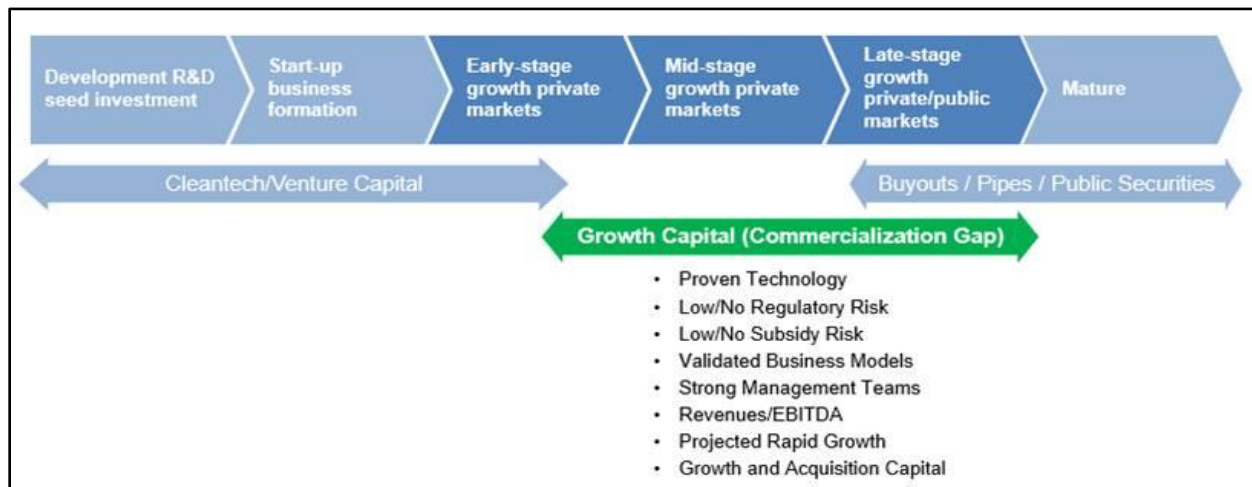 Development R&D
seed investment
Start-up
business
formation
Early-stage
growth private
markets
Mid-stage
growth private
markets
Late-stage
growth
private/public
markets
Mature
Cleantech/Venture Capital
Buyouts / Pipes / Public Securities
Growth Capital (Commercialization Gap)
• Proven Technology
• Low/No Regulatory Risk
• Low/No Subsidy Risk
• Validated Business Models
• Strong Management Teams
• Revenues/EBITDA
• Projected Rapid Growth
• Growth and Acquisition Capital